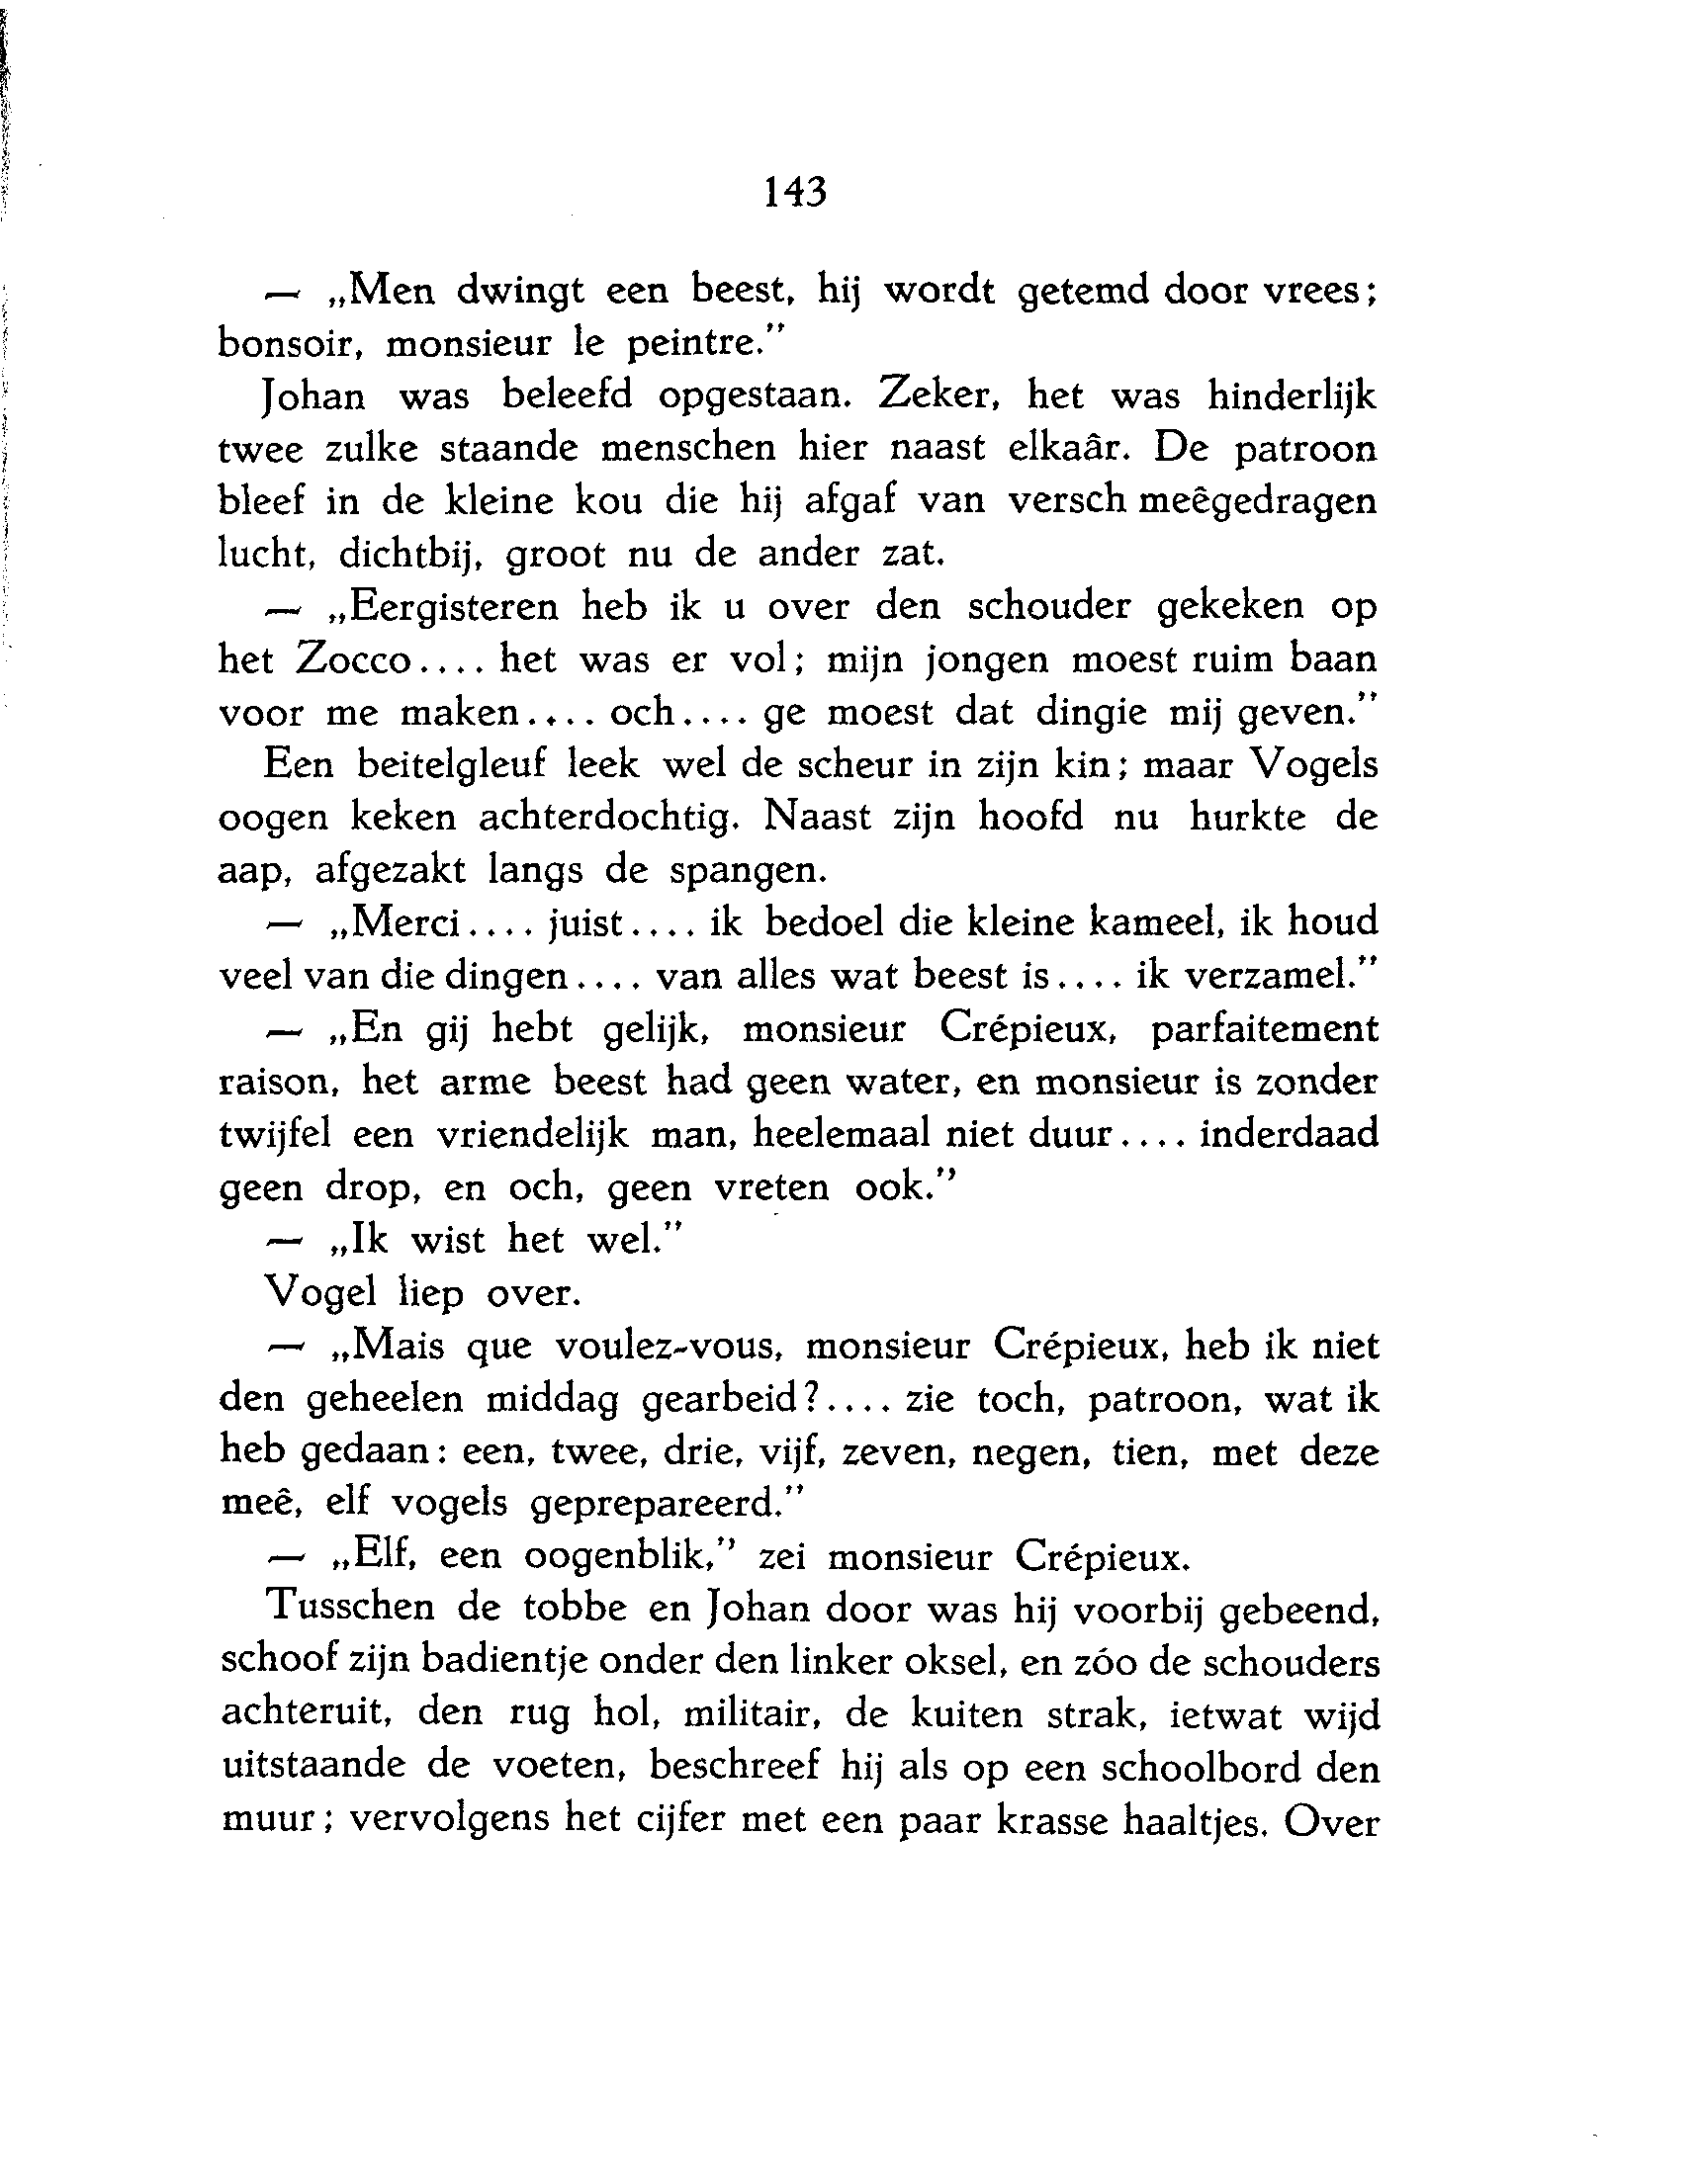 143
— „Men dwingt een beest, hij wordt getemd door vrees;
bonsoir, monsieur le peintre.”
Johan was beleefd opgestaan. Zeker, het was hinderlijk
twee zulke staande menschen hier naast elkaâr. De patroon
bleef in de kleine kou die hij afgaf van versch meêgedragen
lucht, dichtbij, groot nu de ander zat.
— „Eergisteren heb ik u over den schouder gekeken op
het Zocco.... het was er vol; mijn jongen moest ruim baan
voor me maken.... och.... ge moest dat dingie mij geven.”
Een beitelgleuf leek wel de scheur in zijn kin; maar Vogels
oogen keken achterdochtig. Naast zijn hoofd nu hurkte de
aap, afgezakt langs de spangen.
— „Merci.... juist.... ik bedoel die kleine kameel, ik houd
veel van die dingen.... van alles wat beest is.... ik verzamel.”
— „En gij hebt gelijk, monsieur Crépieux, parfaitement
raison, het arme beest had geen water, en monsieur is zonder
twijfel een vriendelijk man, heelemaal niet duur.... inderdaad
geen drop, en och, geen vreten ook.”
— „Ik wist het wel.”
Vogel liep over.
— „Mais que voulez-vous, monsieur Crépieux, heb ik niet
den geheelen middag gearbeid?.... zie toch, patroon, wat ik
heb gedaan: een, twee, drie, vijf, zeven, negen, tien, met deze
meê, elf vogels geprepareerd.”
— „Elf, een oogenblik,” zei monsieur Crépieux.
Tusschen de tobbe en Johan door was hij voorbij gebeend,
schoof zijn badientje onder den linker oksel, en zóo de schouders
achteruit, den rug hol, militair, de kuiten strak, ietwat wijd
uitstaande de voeten, beschreef hij als op een schoolbord den
muur; vervolgens het cijfer met een paar krasse haaltjes. Over